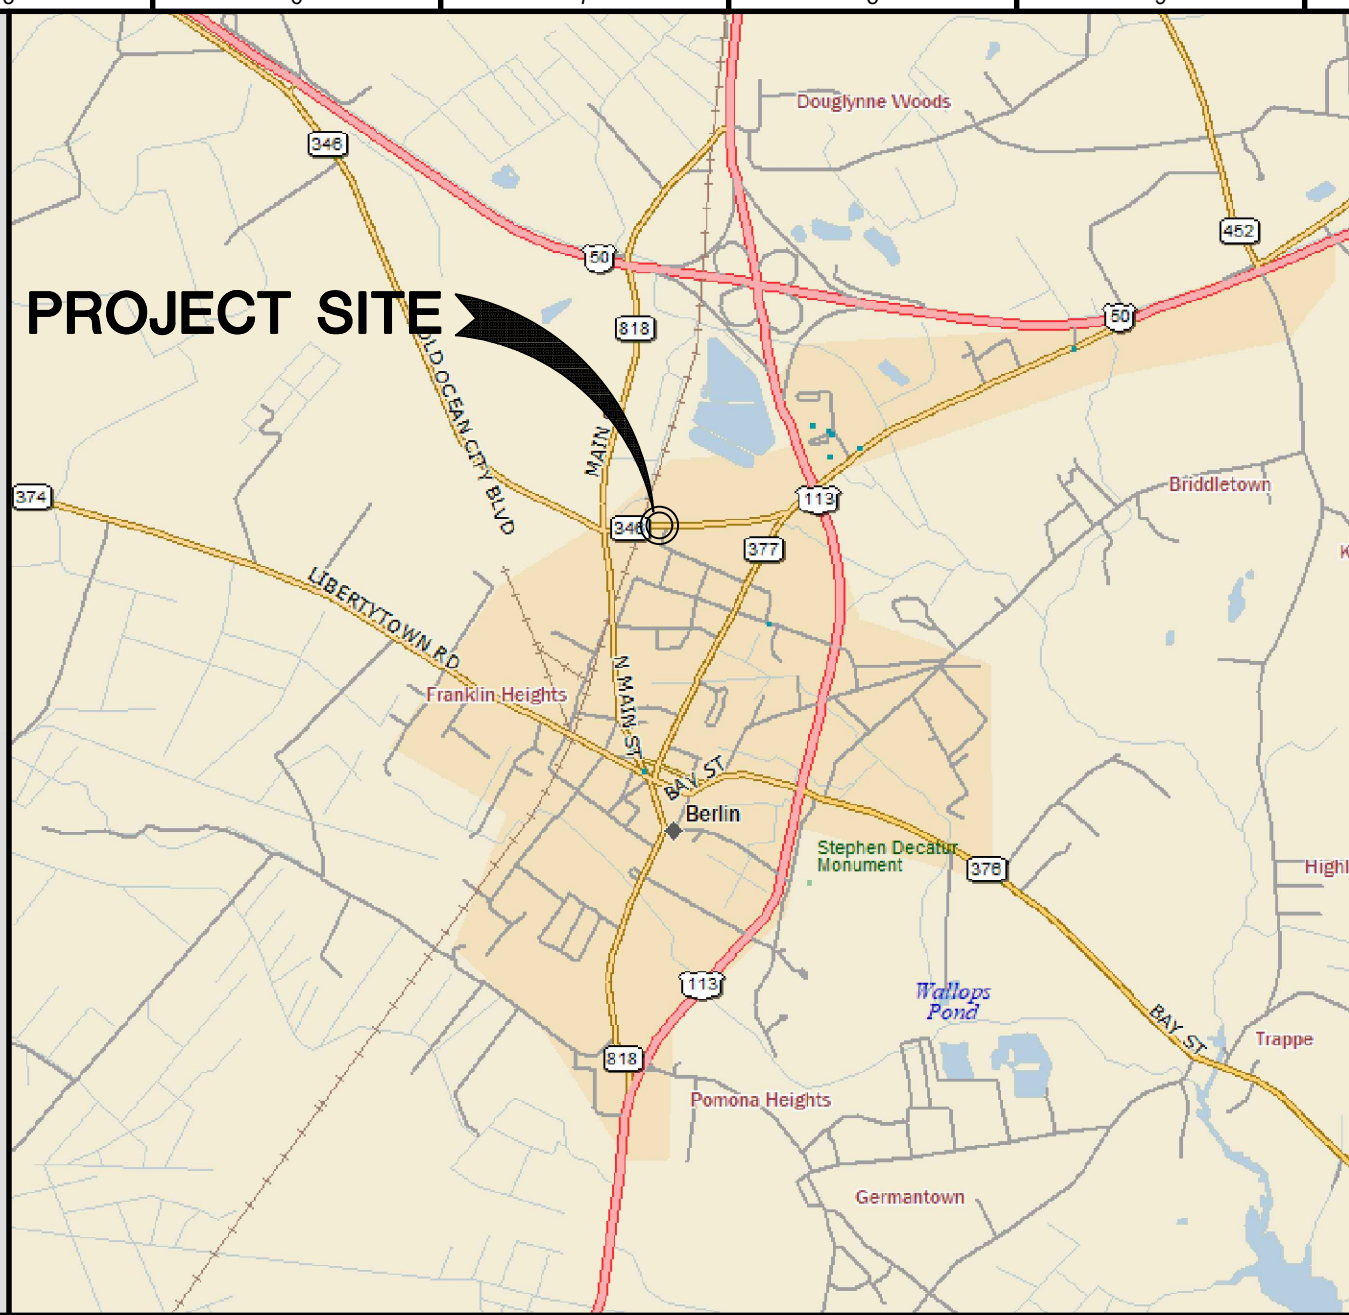 Douglynne Woods
346
452
50
50
PROJECT SITE
818
OLD OCEAN CITY BLVD
MAIN
374
Briddletown
113
346
377
LIBERTYTOWN RD
N MAIN ST
Franklin Heights
BAY ST
Berlin
Stephen Decatur
Monument
376
Highl
113
Wallops
Pond
BAY ST
Trappe
818
Pomona Heights
Germantown
K